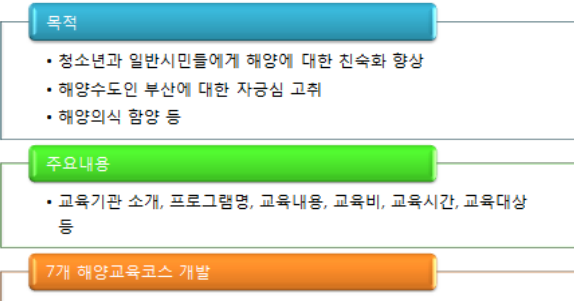 목적
• 청소년과 일반시민들에게 해양에 대한 친숙화 향상
• 해양수도인 부산에 대한 자긍심 고취
• 해양의식 함양 등
주요내용
• 교육기관 소개, 프로그램명, 교육내용, 교육비, 교육시간, 교육대상
등
7개 해양교육코스 개발